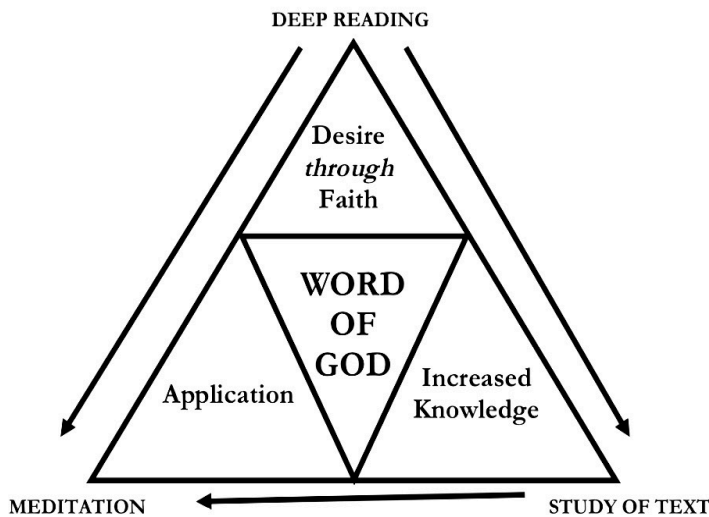 DEEP READING
Desire
through
Faith
WORD
OF
GOD
Application
Increased
Knowledge
MEDITATION
STUDY OF TEXT